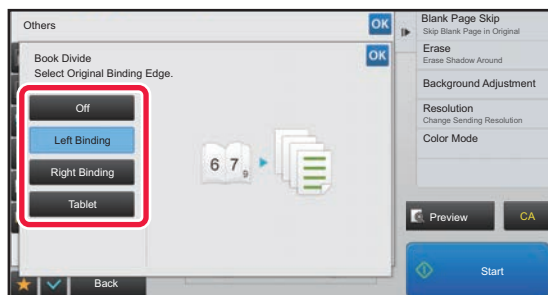 Others
OK
Book Divide
Select Original Binding Edge.
OK
Off
Left Binding
Right Binding
Tablet
6 7 9
Back
Blank Page Skip
Skip Blank Page in Original
Erase
Erase Shadow Around
Background Adjustment
Resolution
Change Sending Resolution
Color Mode
Preview
CA
Start